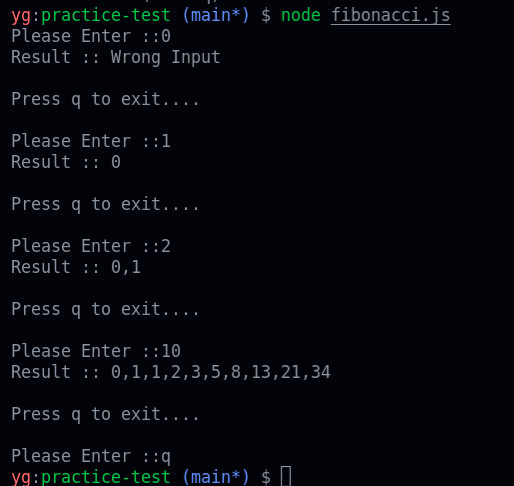 yg:practice-test (main*) $ node fibonacci.js
Please Enter ::0
Result :: Wrong Input
Press q to exit....
Please Enter ::1
Result :: 0
Press q to exit....
Please Enter ::2
Result :: 0,1
Press q to exit....
Please Enter ::10
Result :: 0,1,1,2,3,5,8,13,21,34
Press q to exit....
Please Enter ::q
yg:practice-test (main*) $